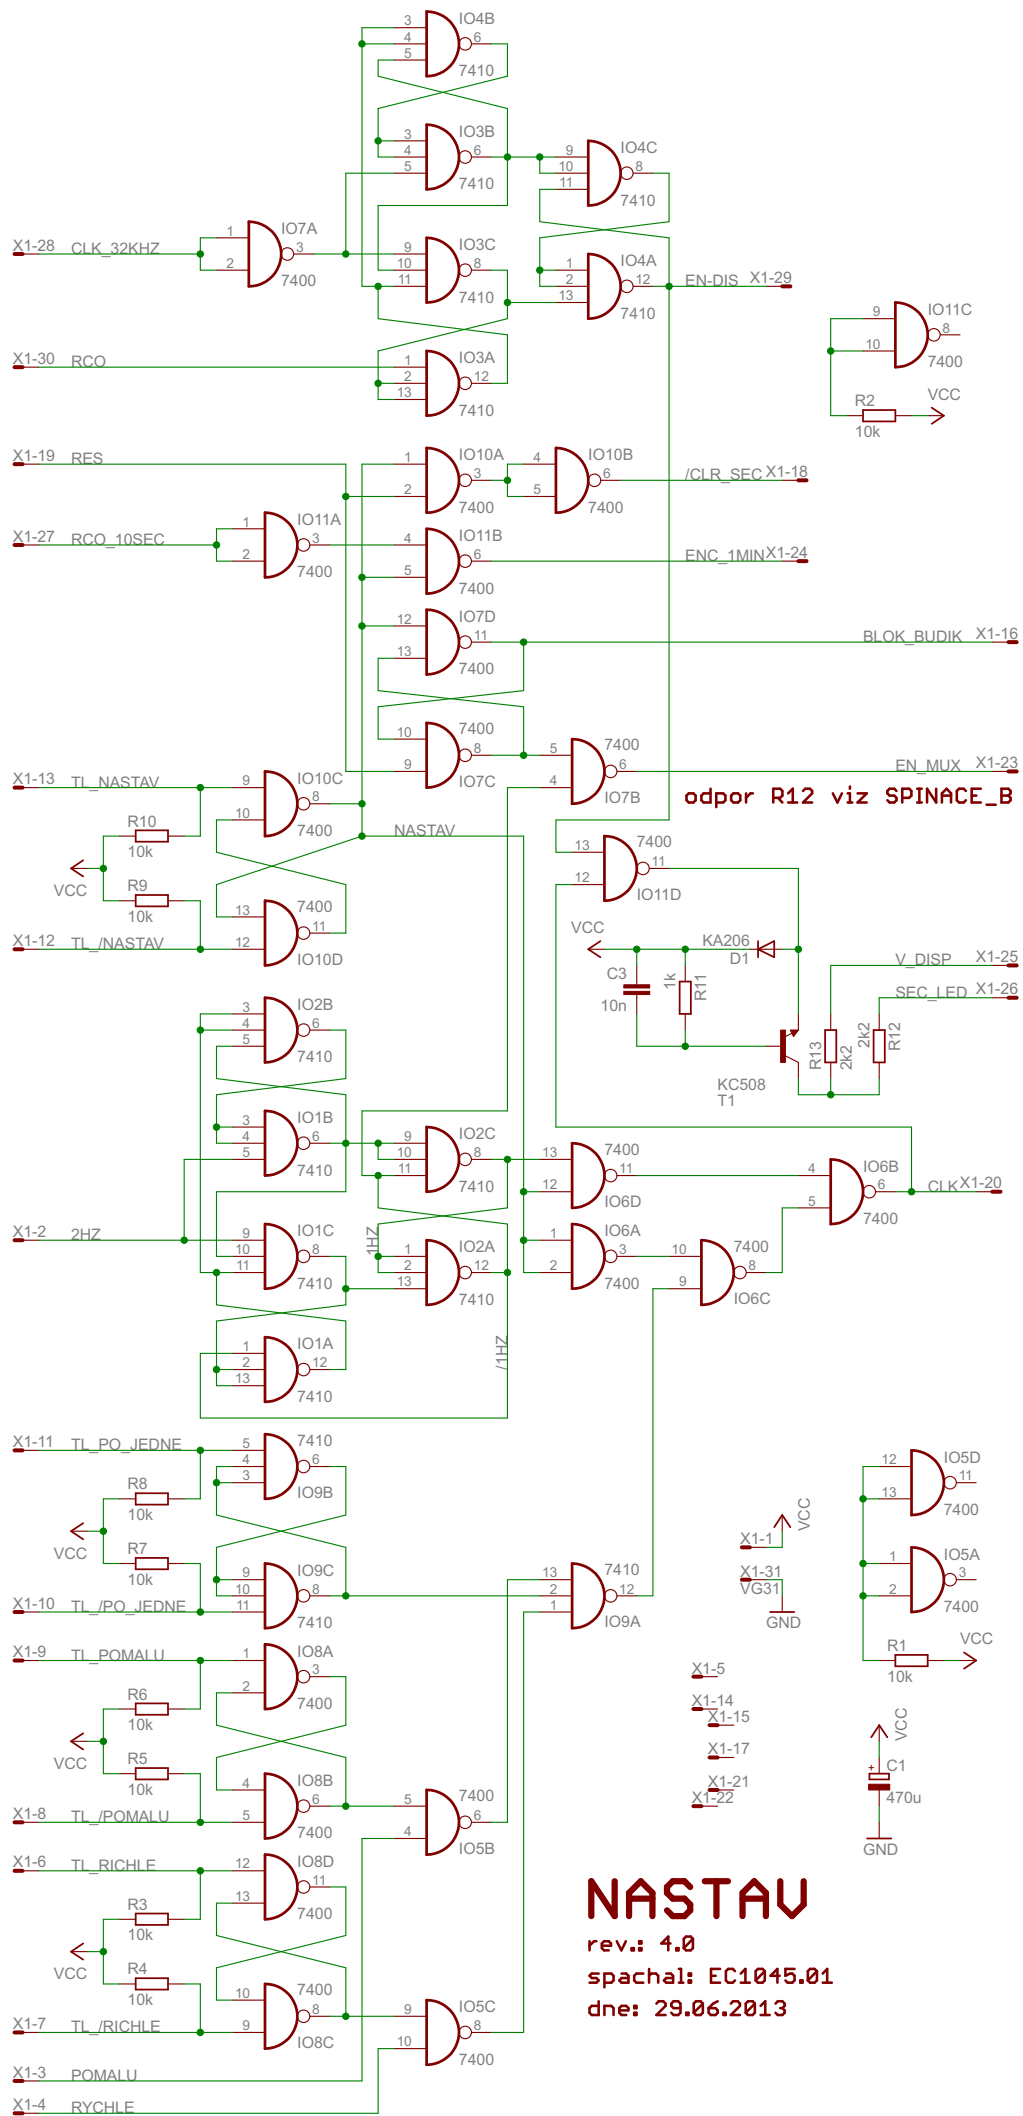 IO4B
3
4
5
6
7410
IO3B
3
4
5
6
7410
IO4C
9
10
11
8
7410
X1-28 CLK_32KHZ
IO7A
1
2
3
7400
IO3C
9
10
11
8
7410
IO4A
1
2
13
12
7410
EN-DIS X1-29
IO11C
9
10
8
7400
X1-30 RCO
IO3A
1
2
13
12
7410
R2
10k
VCC
X1-19 RES
IO10A
1
2
3
7400
IO10B
4
5
6
7400
/CLR_SEC X1-18
X1-27 RCO_10SEC
IO11A
1
2
3
7400
IO11B
4
5
6
7400
ENC_1MIN X1-24
IO7D
12
13
11
7400
BLOK_BUDIK X1-16
7400
10
9
8
IO7C
7400
5
4
6
IO7B
EN_MUX X1-23
odpor R12 viz SPINACE_B
X1-13 TL_NASTAV
IO10C
9
10
8
7400
NASTAV
R10
10k
VCC
R9
10k
7400
13
12
11
IO10D
X1-12 TL_/NASTAV
7400
13
12
11
IO11D
VCC
KA206
D1
C3
10n
1k
R11
V_DISP X1-25
SEC_LED X1-26
KC508
T1
R13
2k2
2k2
R12
IO2B
3
4
5
6
7410
IO1B
3
4
5
6
7410
IO2C
9
10
11
8
7410
7400
13
12
11
IO6D
IO6B
4
5
6
7400
CLK X1-20
X1-2 2HZ
IO1C
9
10
11
8
7410
1HZ
IO2A
1
2
13
12
7410
IO6A
1
2
3
7400
7400
10
9
8
IO6C
/1HZ
IO1A
1
2
13
12
7410
X1-11 TL_PO_JEDNE
7410
5
4
3
6
IO9B
R8
10k
VCC
R7
10k
IO9C
9
10
11
8
7410
X1-10 TL_/PO_JEDNE
7410
13
2
1
12
IO9A
X1-1
VCC
X1-31
VG31
GND
IO5D
12
13
11
7400
IO5A
1
2
3
7400
R1
10k
VCC
X1-9 TL_POMALU
IO8A
1
2
3
7400
R6
10k
VCC
R5
10k
IO8B
4
5
6
7400
X1-8 TL_/POMALU
7400
5
4
6
IO5B
X1-5
X1-14
X1-15
X1-17
X1-21
X1-22
VCC
+
C1
470u
GND
X1-6 TL_RICHLE
IO8D
12
13
11
7400
R3
10k
VCC
R4
10k
7400
10
9
8
IO8C
X1-7 TL_/RICHLE
IO5C
9
10
8
7400
X1-3 POMALU
X1-4 RYCHLE
NASTAV
rev.: 4.0
spachal: EC1045.01
dne: 29.06.2013